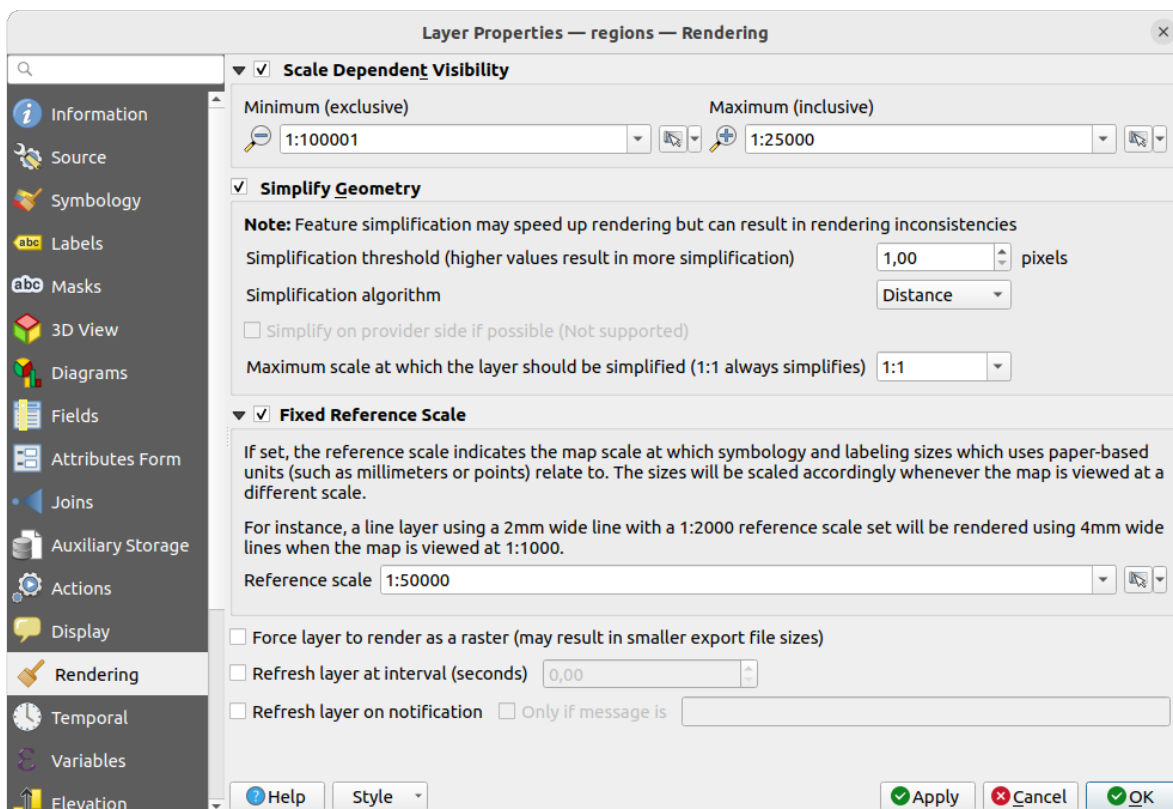 Layer Properties — regions — Rendering
Information
Source
Symbology
abc Labels
abc Masks
3D View
Diagrams
Fields
Attributes Form
Joins
Auxiliary Storage
Actions
Display
Rendering
Temporal
Variables
Elevation
Scale Dependent Visibility
Minimum (exclusive) Maximum (inclusive)
1:100001 1:25000
Simplify Geometry
Note: Feature simplification may speed up rendering but can result in rendering inconsistencies
Simplification threshold (higher values result in more simplification) 1,00 pixels
Simplification algorithm Distance
Simplify on provider side if possible (Not supported)
Maximum scale at which the layer should be simplified (1:1 always simplifies) 1:1
Fixed Reference Scale
If set, the reference scale indicates the map scale at which symbology and labeling sizes which uses paper-based
units (such as millimeters or points) relate to. The sizes will be scaled accordingly whenever the map is viewed at a
different scale.
For instance, a line layer using a 2mm wide line with a 1:2000 reference scale set will be rendered using 4mm wide
lines when the map is viewed at 1:1000.
Reference scale 1:50000
Force layer to render as a raster (may result in smaller export file sizes)
Refresh layer at interval (seconds) 0,00
Refresh layer on notification Only if message is
Help Style Apply Cancel OK